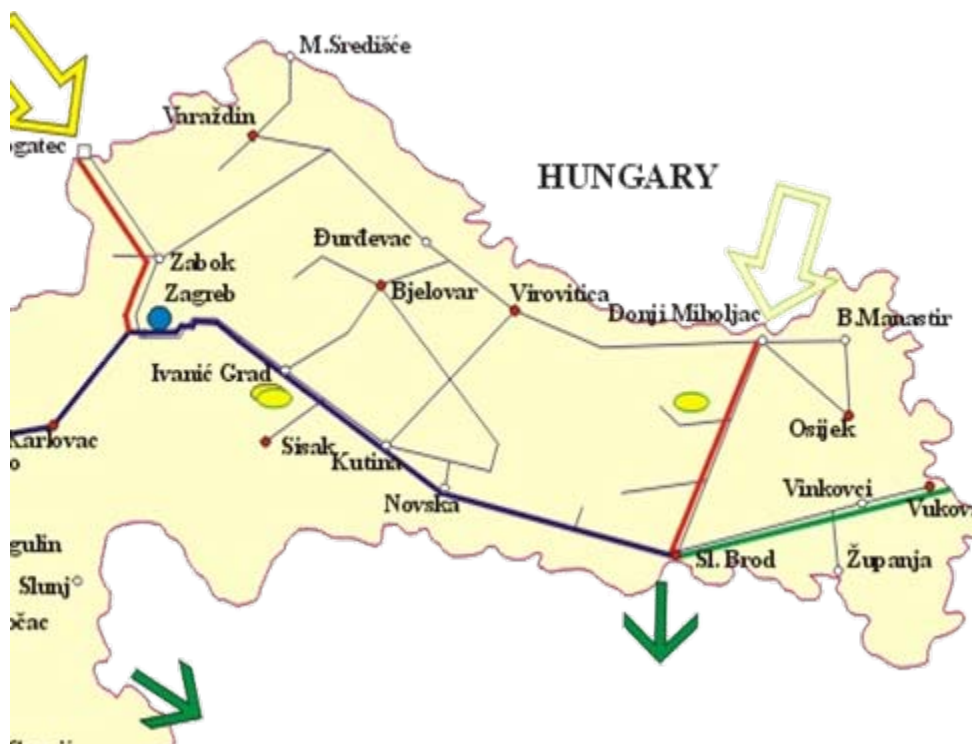 M.Središće
Varaždin
ogatec
HUNGARY
Đurđevac
Zabok
Zagreb
Bjelovar
Virovitica
Donji Miholjac
B.Manastir
Ivanić Grad
Karlovac
o
Sisak
Kutina
Osijek
Novska
Vinkovci
Vukova
gulin
Sl. Brod
Županja
Slunj
čac